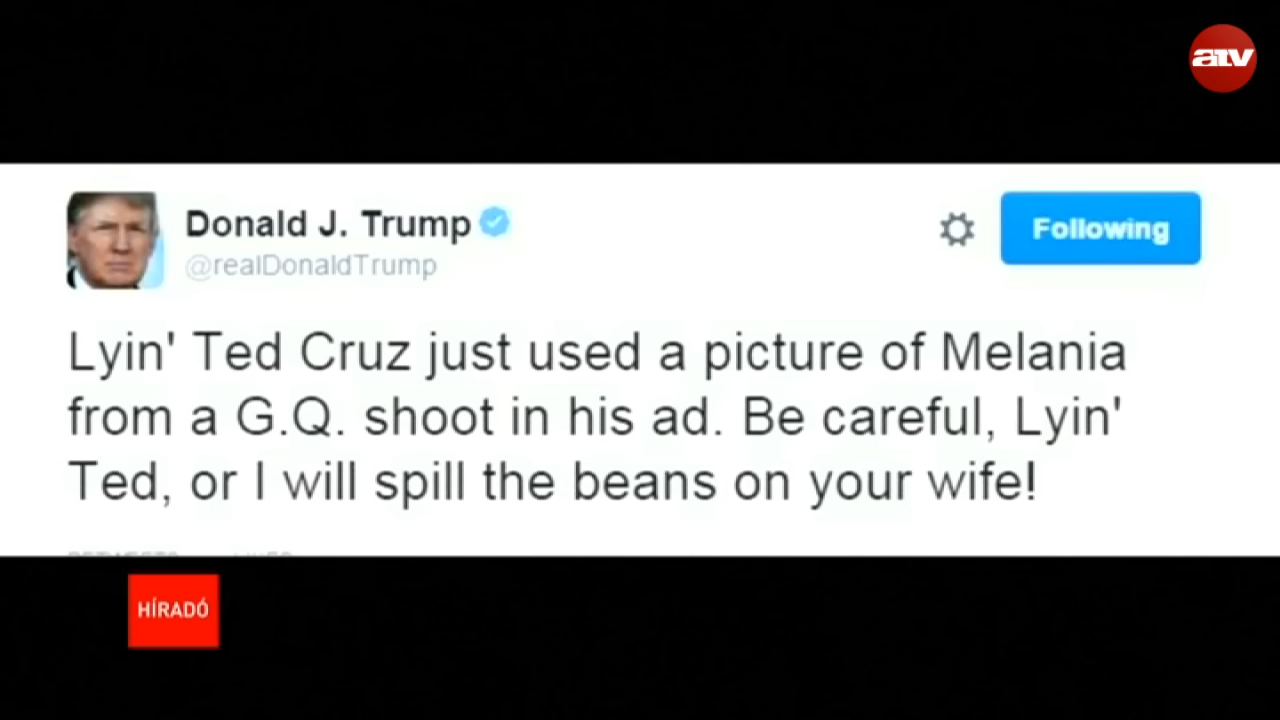 atv
Donald J. Trump
@realDonaldTrump
Following
Lyin' Ted Cruz just used a picture of Melania
from a G.Q. shoot in his ad. Be careful, Lyin'
Ted, or I will spill the beans on your wife!
HÍRADÓ